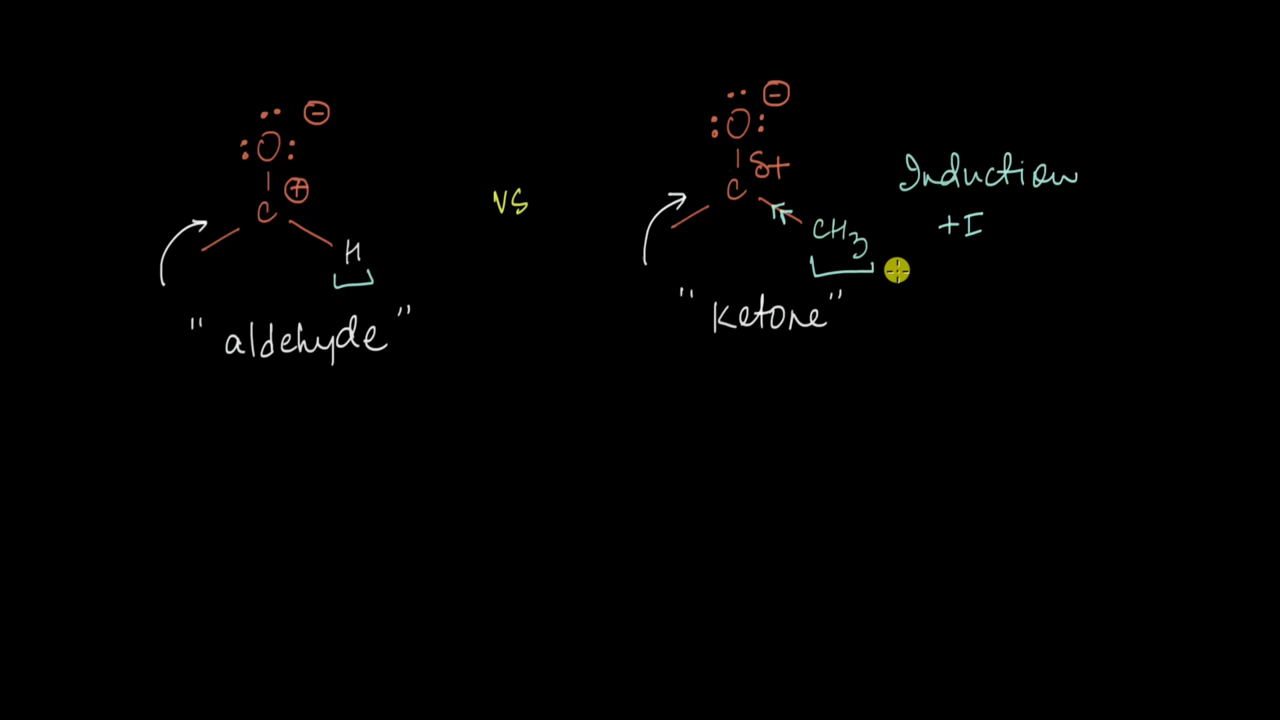 :Ö: ⊖
C ⊕
H
"aldehyde"
vs
:Ö: ⊖
C δ+
CH3
"ketone"
Induction
+I